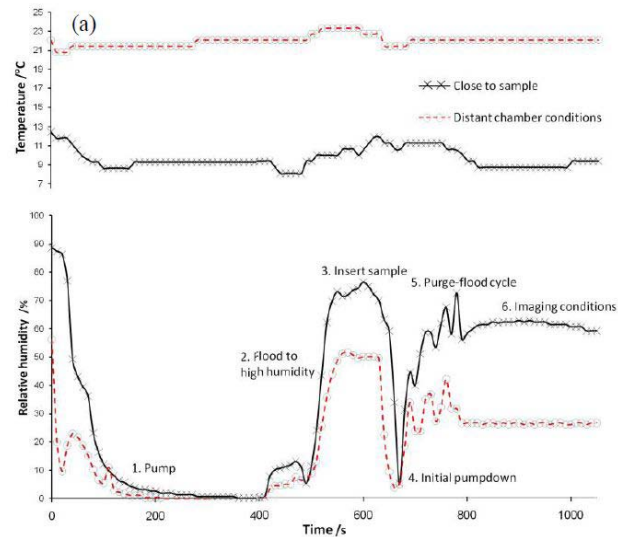 (a)
Temperature /°C
25
23
21
19
17
15
13
11
9
7
Close to sample
Distant chamber conditions
Relative humidity /%
100
90
80
70
60
50
40
30
20
10
0
1. Pump
2. Flood to
high humidity
3. Insert sample
4. Initial pumpdown
5. Purge-flood cycle
6. Imaging conditions
0
200
400
600
800
1000
Time /s